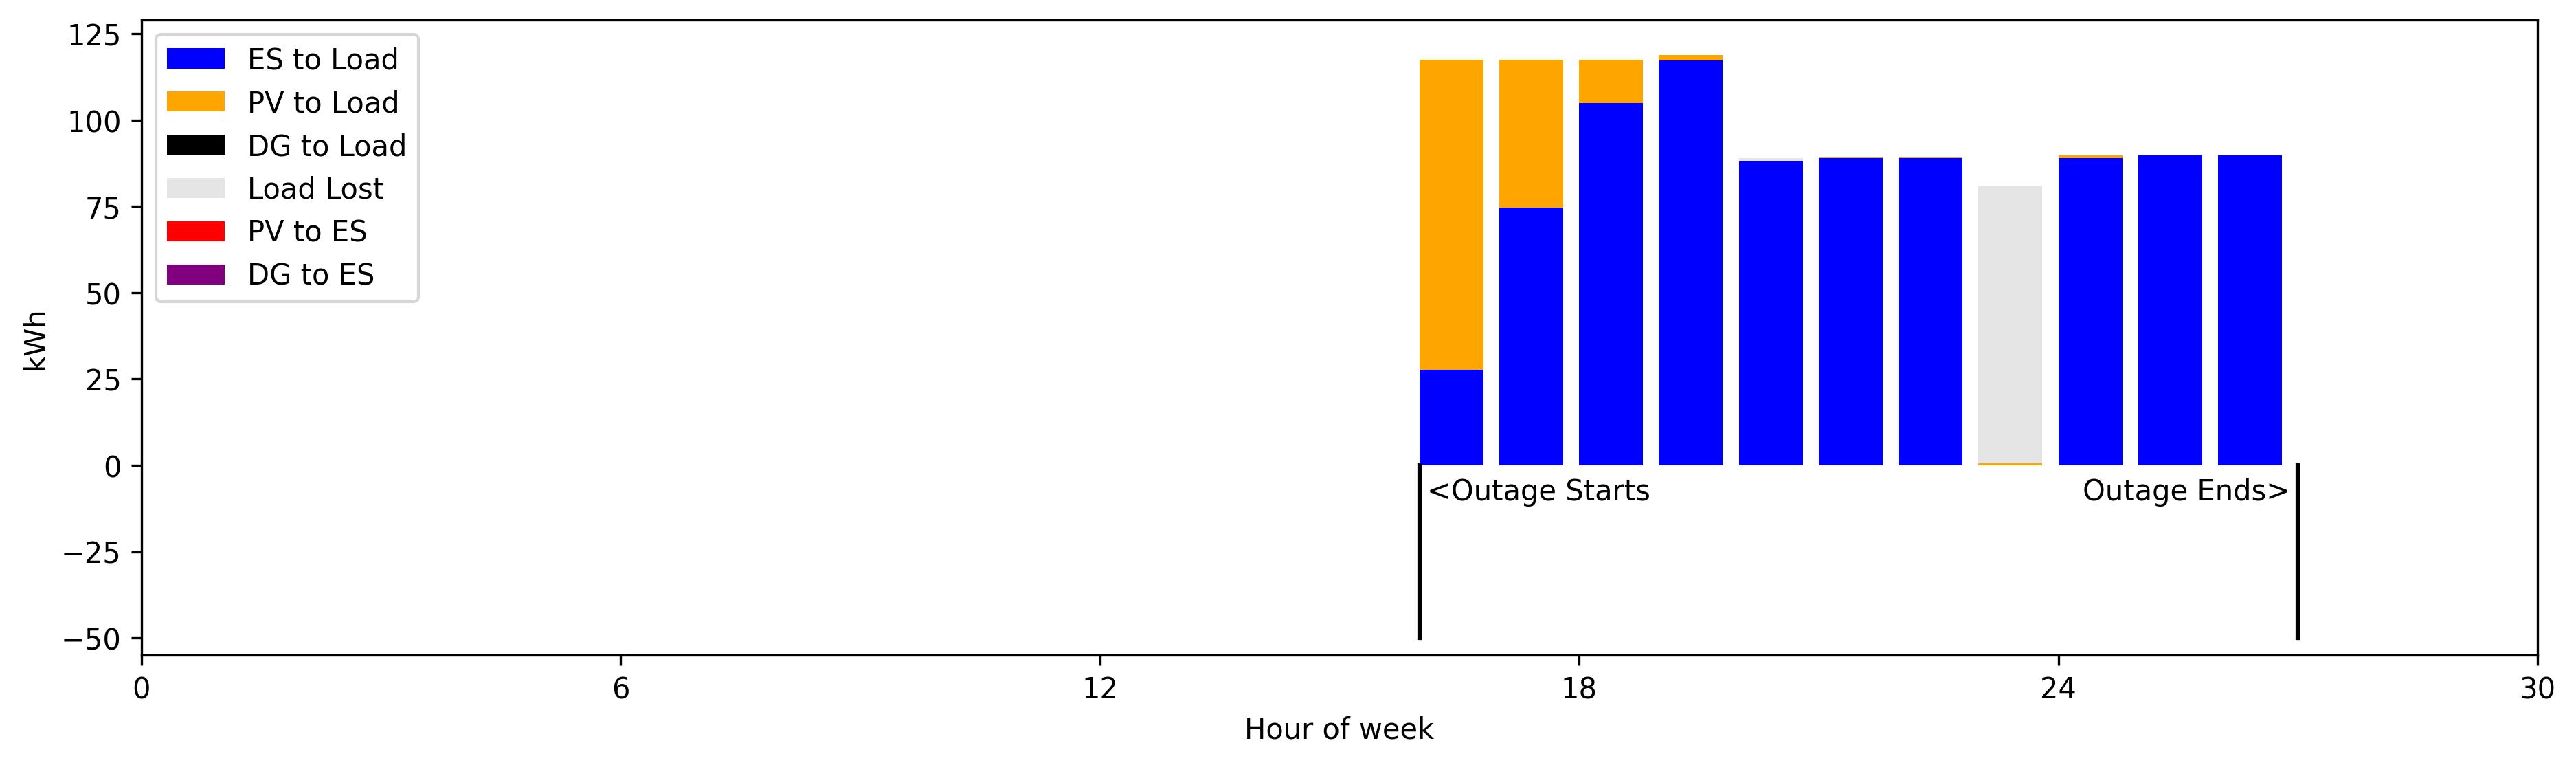 125
100
75
50
25
0
−25
−50
kWh
ES to Load
PV to Load
DG to Load
Load Lost
PV to ES
DG to ES
<Outage Starts
Outage Ends>
0 6 12 18 24 30
Hour of week